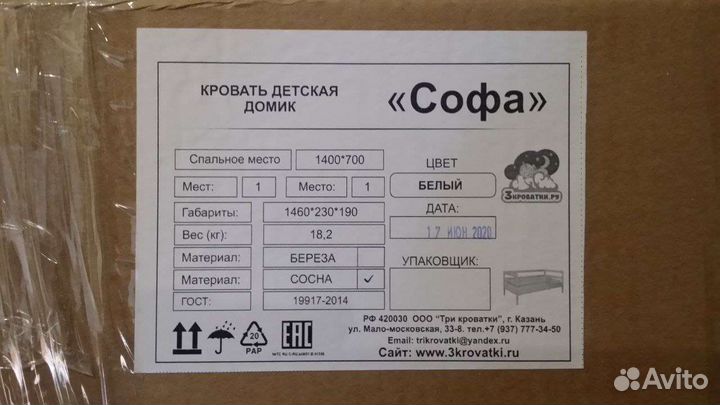 КРОВАТЬ ДЕТСКАЯ
ДОМИК
«Софа»
Спальное место 1400*700
Мест: 1 Место: 1
Габариты: 1460*230*190
Вес (кг): 18,2
Материал: БЕРЕЗА
Материал: СОСНА ✓
ГОСТ: 19917-2014
ЦВЕТ
БЕЛЫЙ
ДАТА:
17 ИЮН 2020
УПАКОВЩИК:
3КРОВАТКИ.РУ
20
PAP
EAC
РФ 420030 ООО "Три кроватки", г. Казань
ул. Мало-московская, 33-8. тел.+7 (937) 777-34-50
Email: trikrovatki@yandex.ru
Сайт: www.3krovatki.ru
Avito